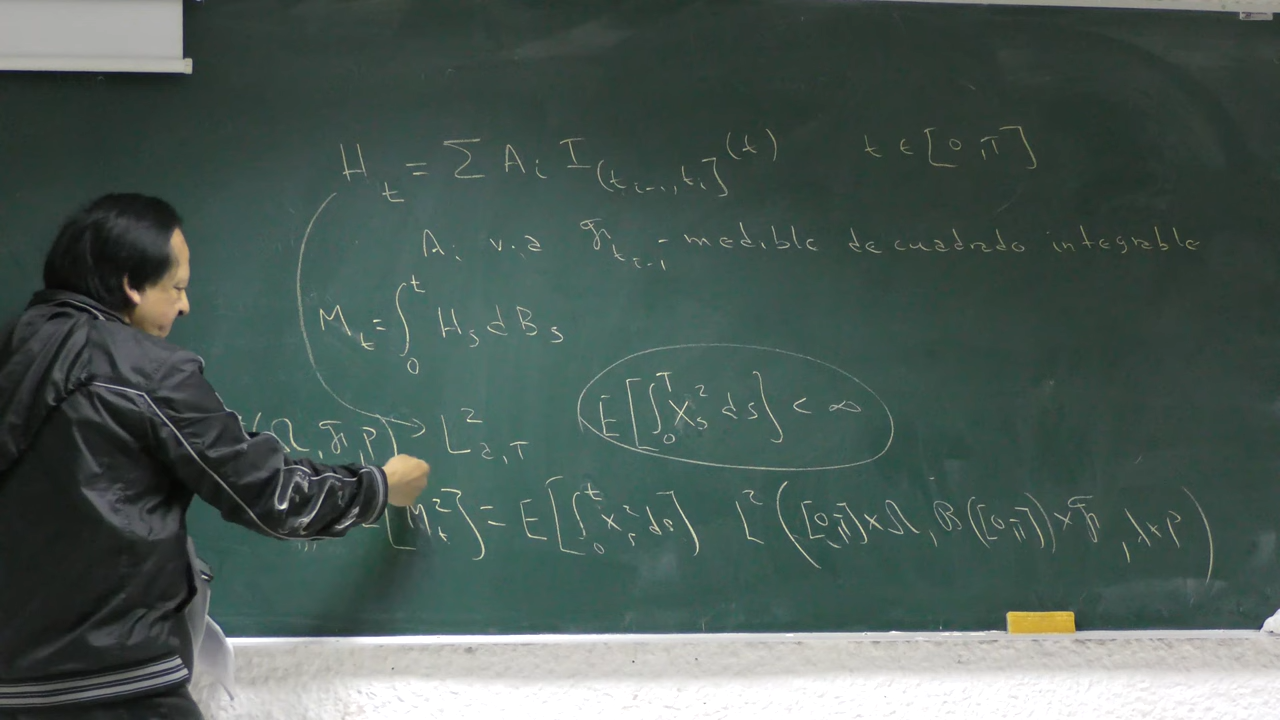 H_t = Σ A_i I_{(t_{i-1}, t_i]}(t) t ∈ [0,T]
A_i v.a 𝓕_{t_{i-1}} - medible de cuadrado integrable
M_t = ∫_0^t H_s dB_s
E[∫_0^T X_s^2 ds] < ∞
(Ω, 𝓕, P) → L^2_{a,T}
[M_t^2] = E[∫_0^t X_s^2 ds] L^2([0,T]×Ω, B([0,T])×𝓕, λ×P)